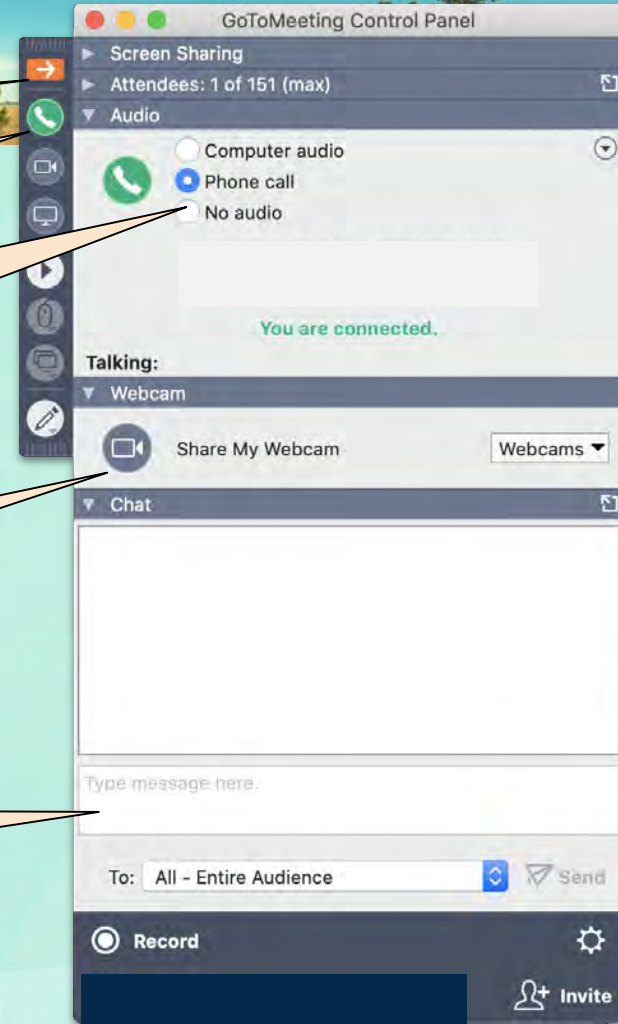 GoToMeeting Control Panel
Screen Sharing
Attendees: 1 of 151 (max)
Audio
Computer audio
Phone call
No audio
You are connected.
Talking:
Webcam
Share My Webcam
Webcams
Chat
Type message here.
To: All - Entire Audience
Send
Record
Invite